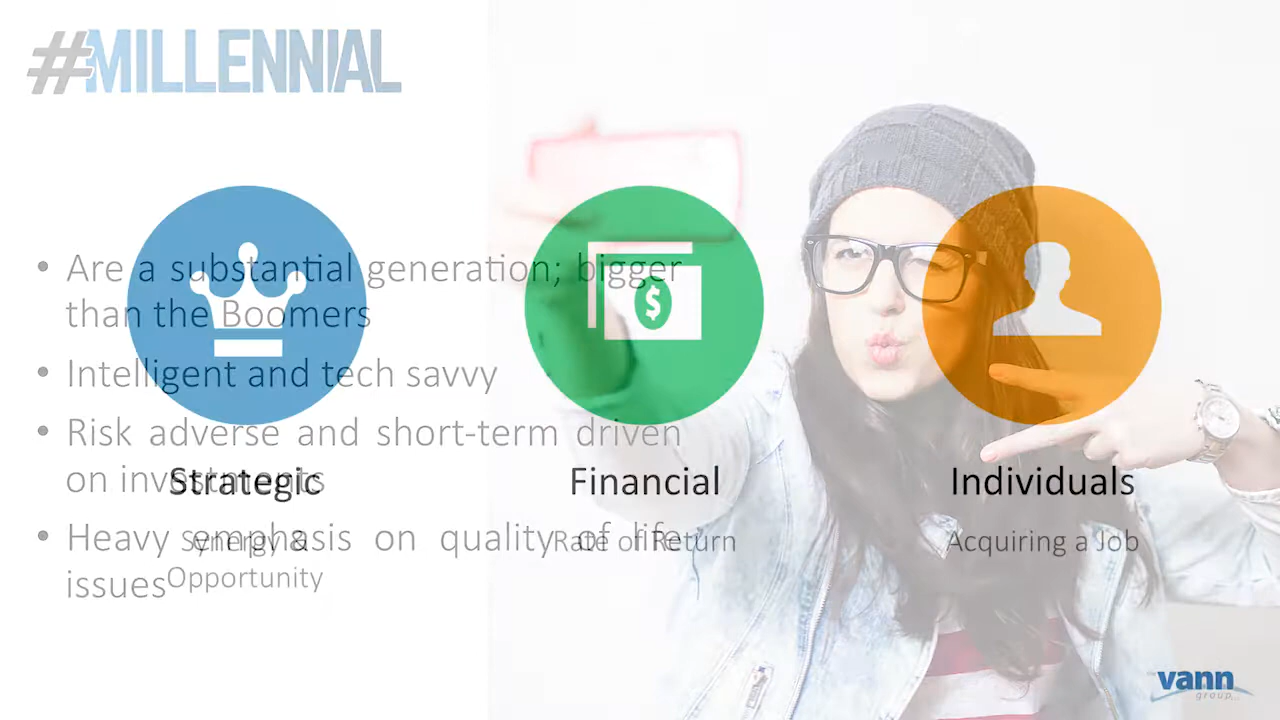 #MILLENNIAL
• Are a substantial generation; bigger
than the Boomers
• Intelligent and tech savvy
• Risk adverse and short-term driven
on investments
• Heavy emphasis on quality of life
issues
Strategic
Synergy &
Opportunity
Financial
Rate of Return
Individuals
Acquiring a Job
$
vann
group